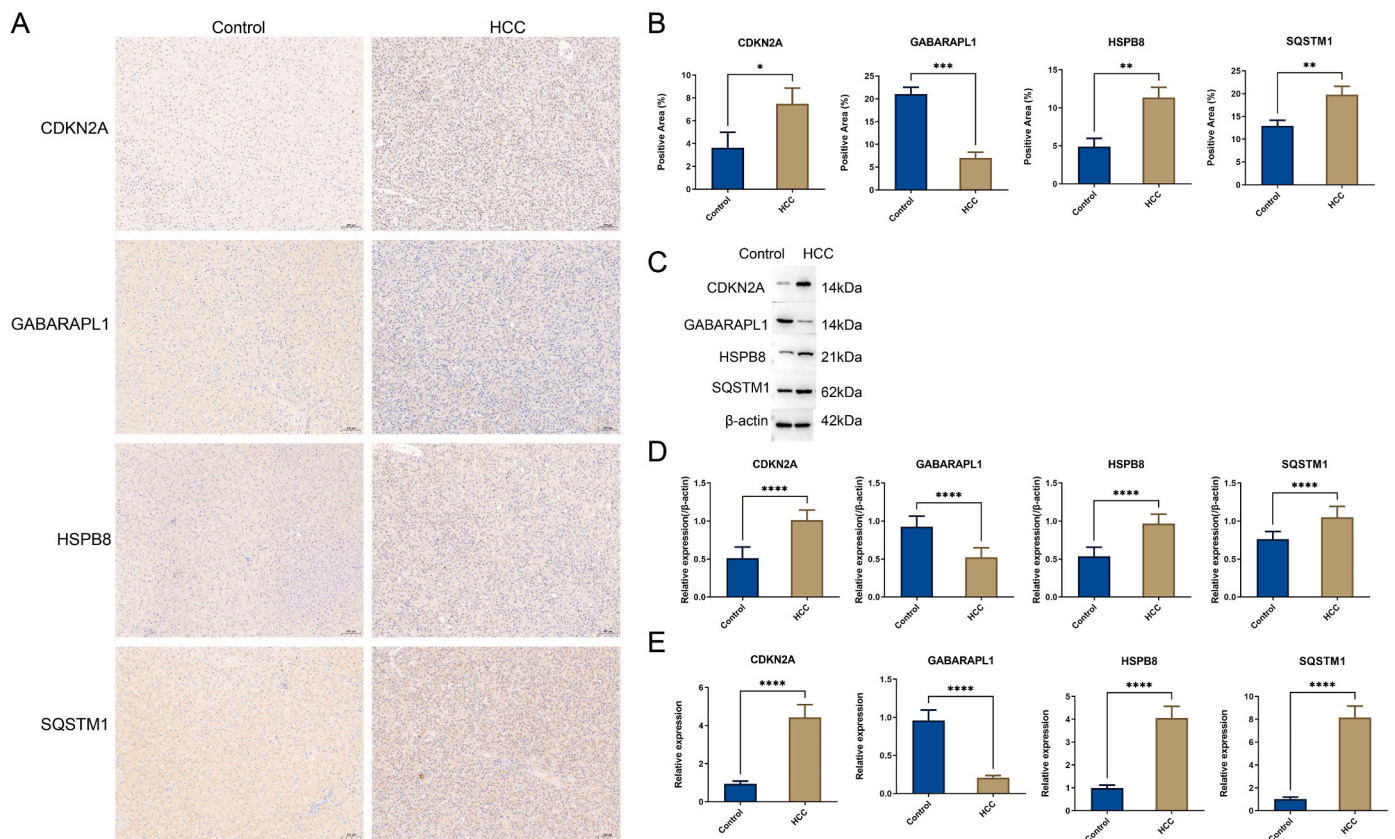 A
Control
HCC
CDKN2A
GABARAPL1
HSPB8
SQSTM1
B
CDKN2A
Positive Area (%)
8
6
4
2
0
*
Control
HCC
GABARAPL1
Positive Area (%)
25
20
15
10
5
0
***
Control
HCC
HSPB8
Positive Area (%)
15
10
5
0
**
Control
HCC
SQSTM1
Positive Area (%)
25
20
15
10
5
0
**
Control
HCC
C
Control HCC
CDKN2A 14kDa
GABARAPL1 14kDa
HSPB8 21kDa
SQSTM1 62kDa
β-actin 42kDa
D
CDKN2A
Relative expression(/β-actin)
1.5
1.0
0.5
0.0
****
Control
HCC
GABARAPL1
Relative expression(/β-actin)
1.5
1.0
0.5
0.0
****
Control
HCC
HSPB8
Relative expression(/β-actin)
1.5
1.0
0.5
0.0
****
Control
HCC
SQSTM1
Relative expression(/β-actin)
1.5
1.0
0.5
0.0
****
Control
HCC
E
CDKN2A
Relative expression
6
4
2
0
****
Control
HCC
GABARAPL1
Relative expression
1.5
1.0
0.5
0.0
****
Control
HCC
HSPB8
Relative expression
5
4
3
2
1
0
****
Control
HCC
SQSTM1
Relative expression
10
8
6
4
2
0
****
Control
HCC